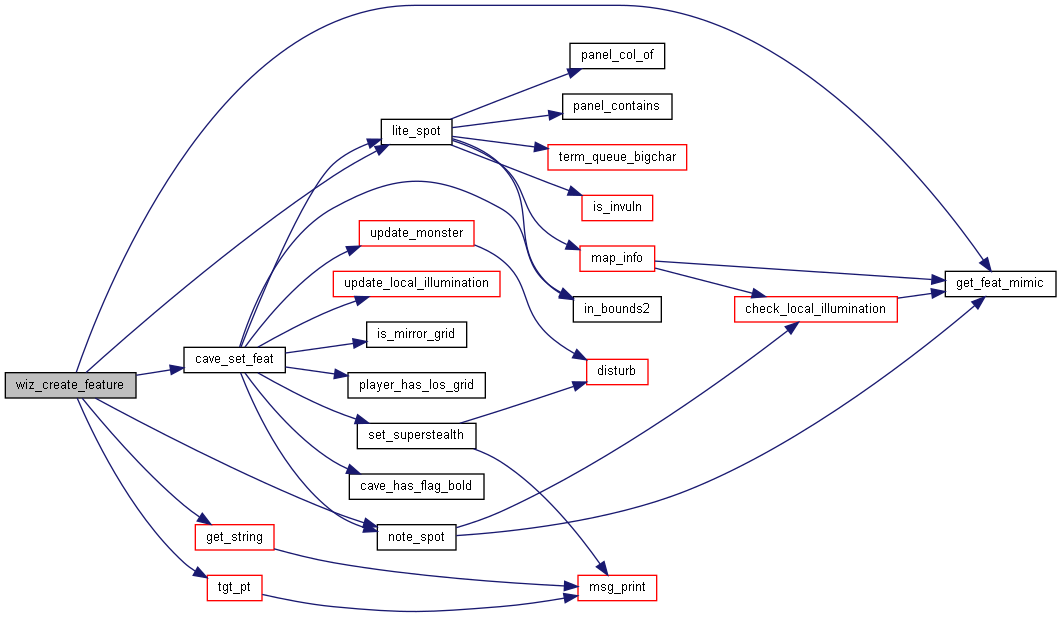 panel_col_of
panel_contains
lite_spot
term_queue_bigchar
is_invuln
update_monster
map_info
get_feat_mimic
update_local_illumination
in_bounds2
check_local_illumination
is_mirror_grid
cave_set_feat
disturb
wiz_create_feature
player_has_los_grid
set_superstealth
cave_has_flag_bold
get_string
note_spot
tgt_pt
msg_print